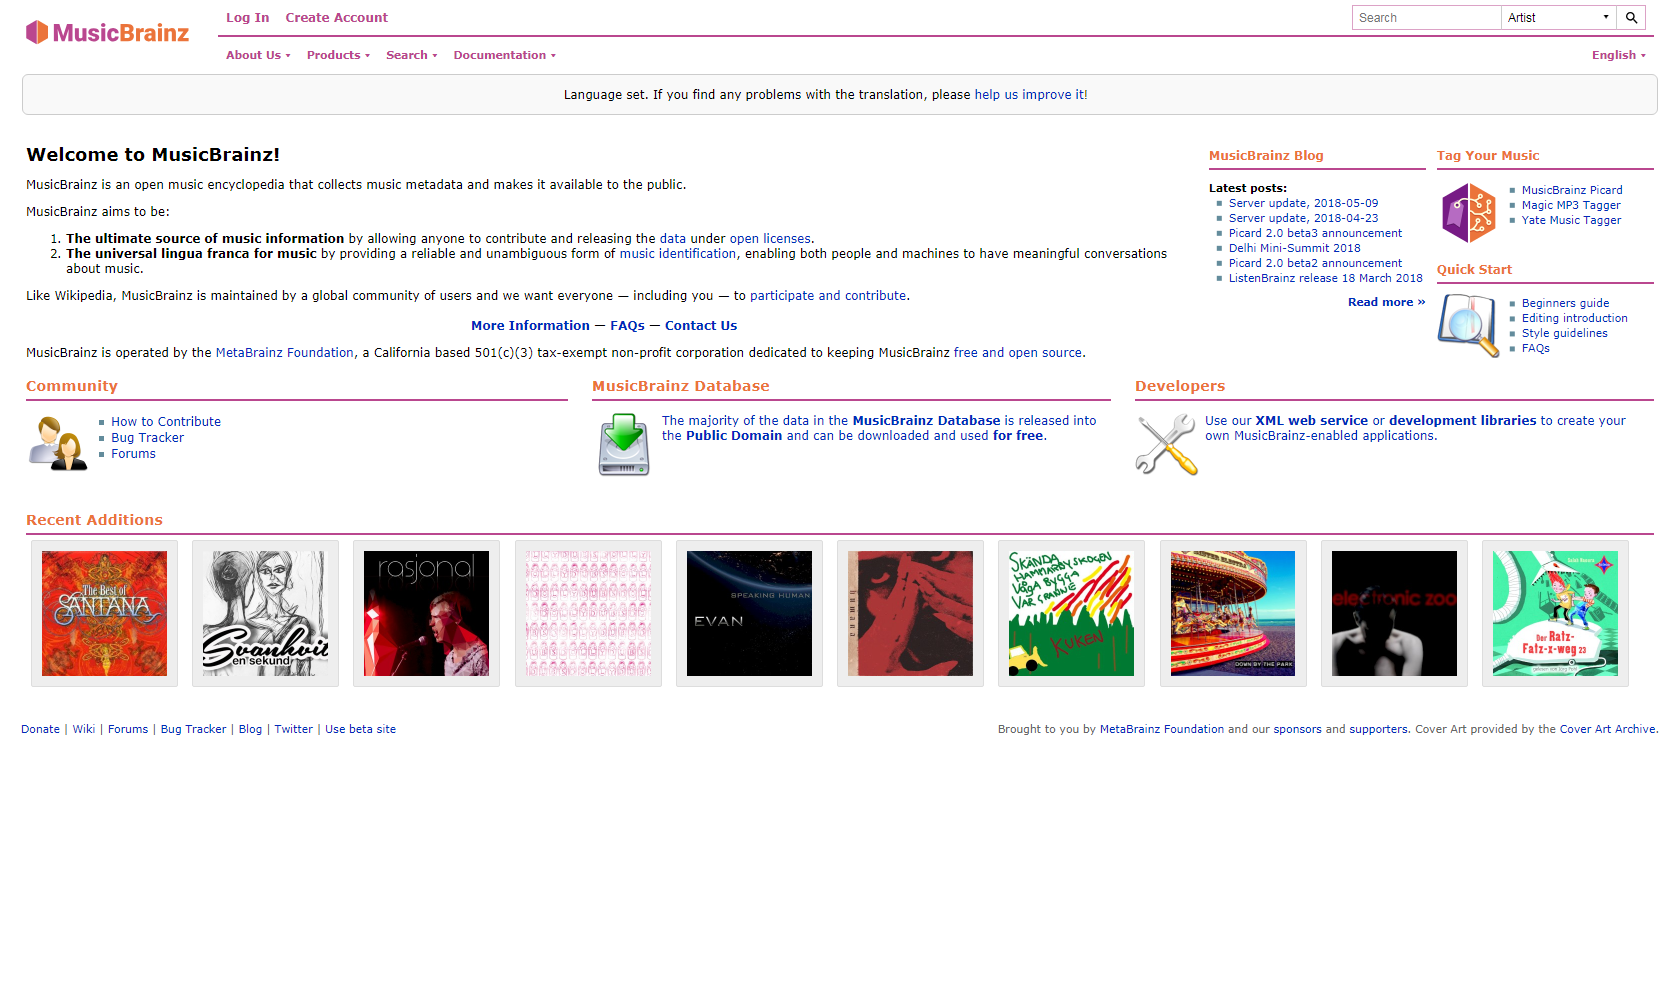 MusicBrainz
Log In Create Account
Search Artist
About Us Products Search Documentation English
Language set. If you find any problems with the translation, please help us improve it!
Welcome to MusicBrainz!
MusicBrainz is an open music encyclopedia that collects music metadata and makes it available to the public.
MusicBrainz aims to be:
1. The ultimate source of music information by allowing anyone to contribute and releasing the data under open licenses.
2. The universal lingua franca for music by providing a reliable and unambiguous form of music identification, enabling both people and machines to have meaningful conversations
about music.
Like Wikipedia, MusicBrainz is maintained by a global community of users and we want everyone — including you — to participate and contribute.
More Information — FAQs — Contact Us
MusicBrainz is operated by the MetaBrainz Foundation, a California based 501(c)(3) tax-exempt non-profit corporation dedicated to keeping MusicBrainz free and open source.
MusicBrainz Blog
Latest posts:
Server update, 2018-05-09
Server update, 2018-04-23
Picard 2.0 beta3 announcement
Delhi Mini-Summit 2018
Picard 2.0 beta2 announcement
ListenBrainz release 18 March 2018
Read more »
Tag Your Music
MusicBrainz Picard
Magic MP3 Tagger
Yate Music Tagger
Quick Start
Beginners guide
Editing introduction
Style guidelines
FAQs
Community
How to Contribute
Bug Tracker
Forums
MusicBrainz Database
The majority of the data in the MusicBrainz Database is released into
the Public Domain and can be downloaded and used for free.
Developers
Use our XML web service or development libraries to create your
own MusicBrainz-enabled applications.
Recent Additions
The Best of
SANTANA
Svanhvit
en sekund
rasjonal
SPEAKING HUMAN
EVAN
SKÄNDA
HAMMARBYSKOGEN
VÅGA BYGGA
VAR GRANNE
KUKEN
DOWN BY THE PARK
electronic zoo
Der Ratz-
Fatz-x-weg 23
Donate | Wiki | Forums | Bug Tracker | Blog | Twitter | Use beta site
Brought to you by MetaBrainz Foundation and our sponsors and supporters. Cover Art provided by the Cover Art Archive.